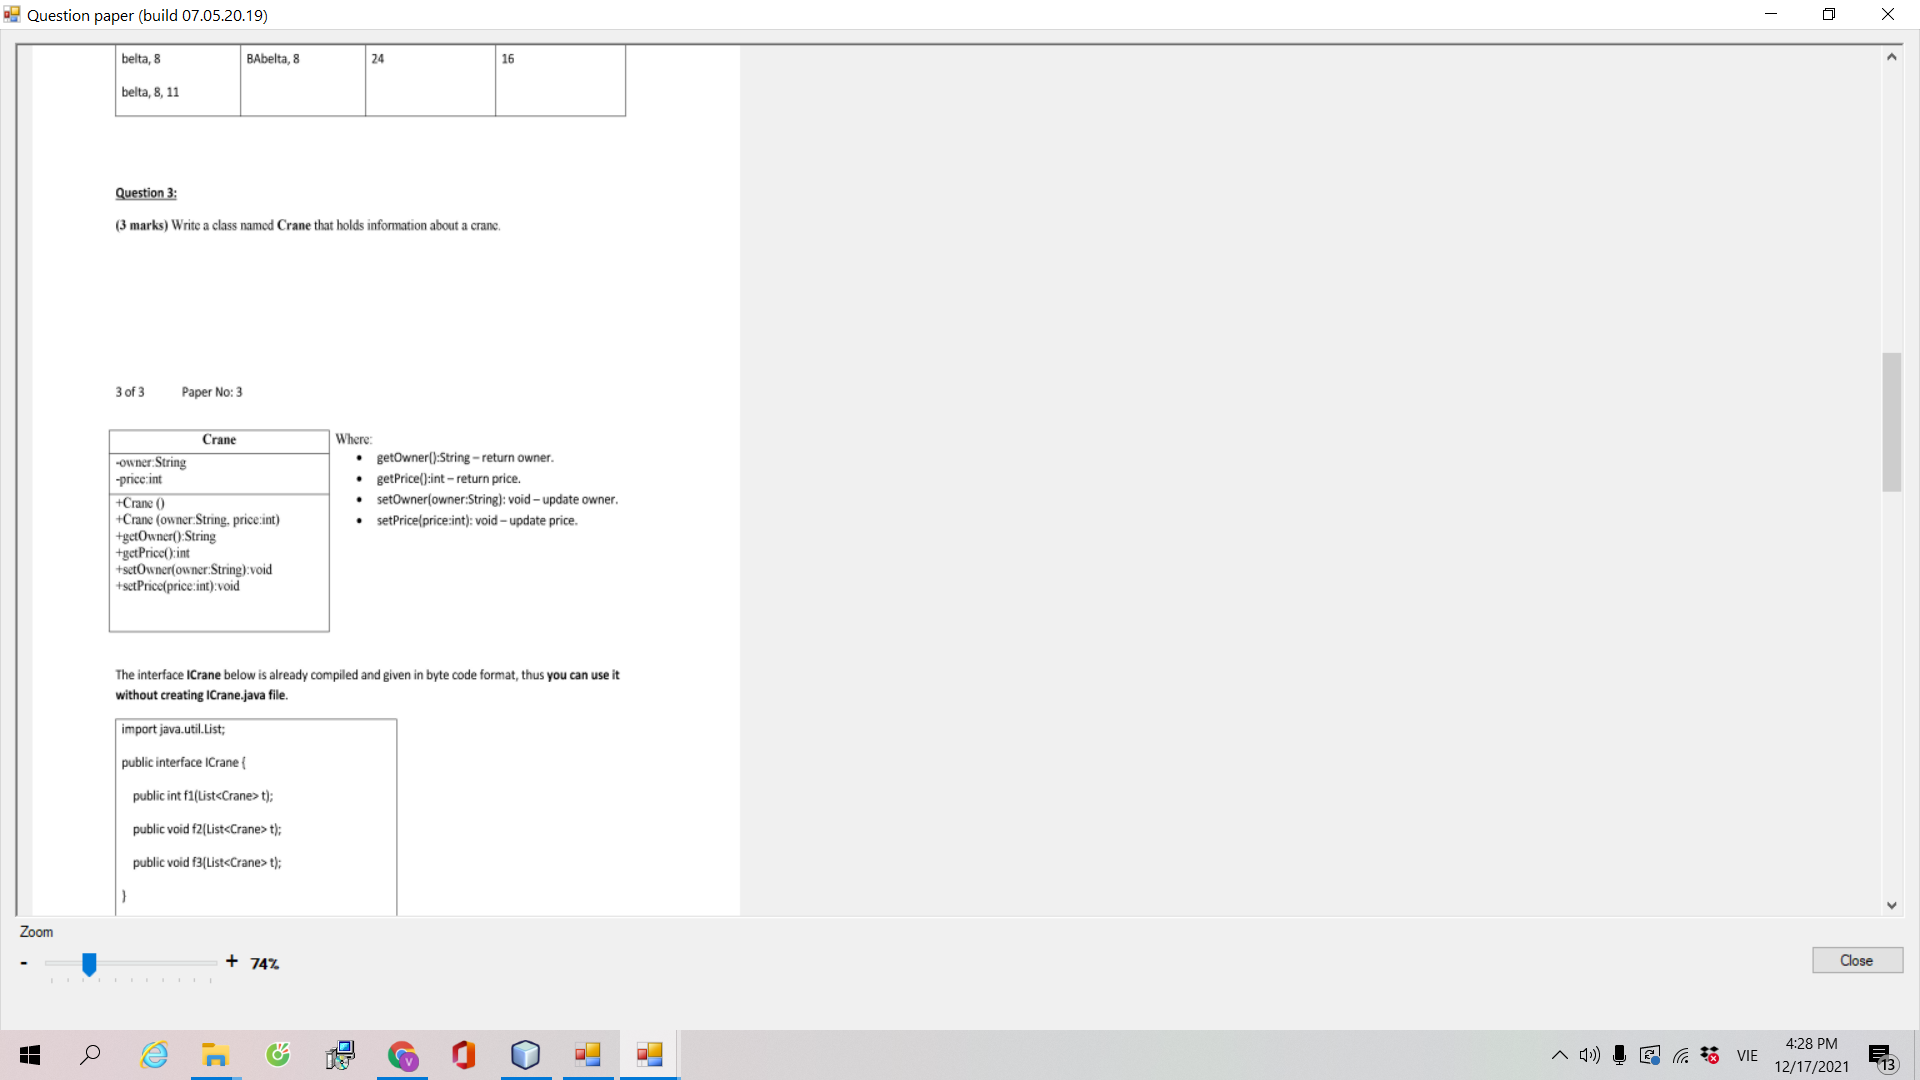 Question paper (build 07.05.20.19)
belta, 8 BAbelta, 8 24 16
belta, 8, 11
Question 3:
(3 marks) Write a class named Crane that holds information about a crane.
3 of 3 Paper No: 3
Crane
-owner:String
-price:int
+Crane ()
+Crane (owner:String, price:int)
+getOwner():String
+getPrice():int
+setOwner(owner:String):void
+setPrice(price:int):void
Where:
• getOwner():String – return owner.
• getPrice():int – return price.
• setOwner(owner:String): void – update owner.
• setPrice(price:int): void – update price.
The interface ICrane below is already compiled and given in byte code format, thus you can use it
without creating ICrane.java file.
import java.util.List;
public interface ICrane {
public int f1(List<Crane> t);
public void f2(List<Crane> t);
public void f3(List<Crane> t);
}
Zoom
- + 74%
Close
V
VIE
4:28 PM
12/17/2021
13